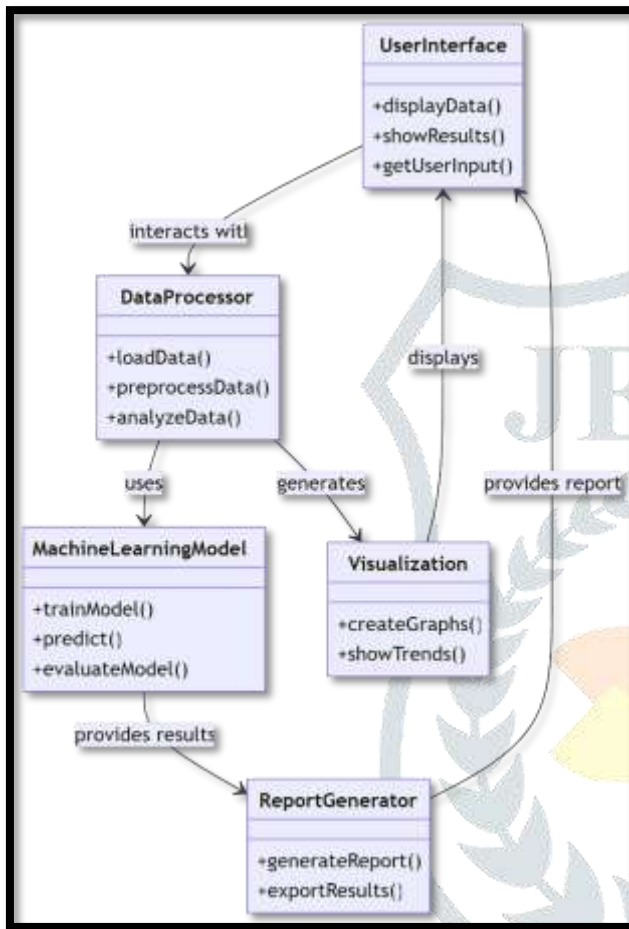 UserInterface
+displayData()
+showResults()
+getUserInput()
interacts wit
DataProcessor
+loadData()
+preprocessData()
+analyzeData()
displays
uses
generates
provides report
MachineLearningModel
+trainModel()
+predict()
+evaluateModel()
Visualization
+createGraphs()
+showTrends()
provides results
ReportGenerator
+generateReport()
+exportResults()